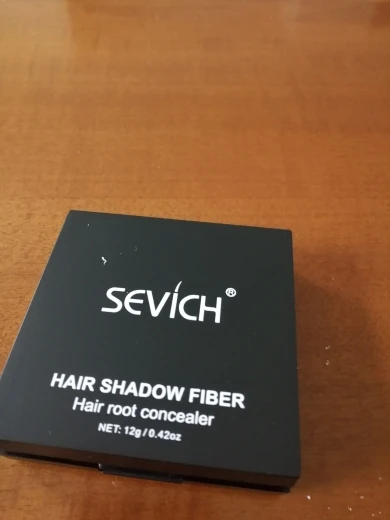 SEVICH®
HAIR SHADOW FIBER
Hair root concealer
NET: 12g / 0.42oz